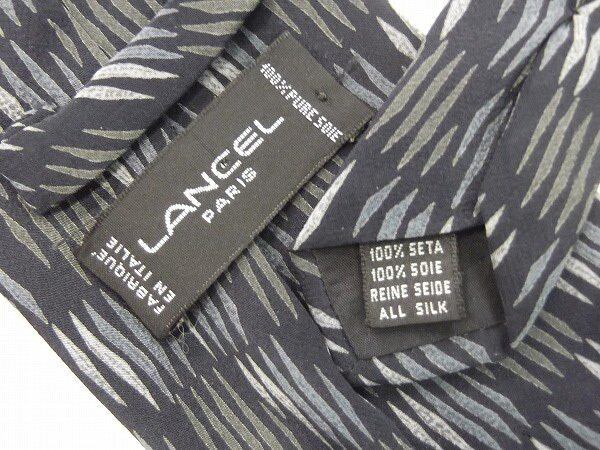 100% PURE SOIE
LANCEL
PARIS
FABRIQUE'
EN ITALIE
100% SETA
100% SOIE
REINE SEIDE
ALL SILK